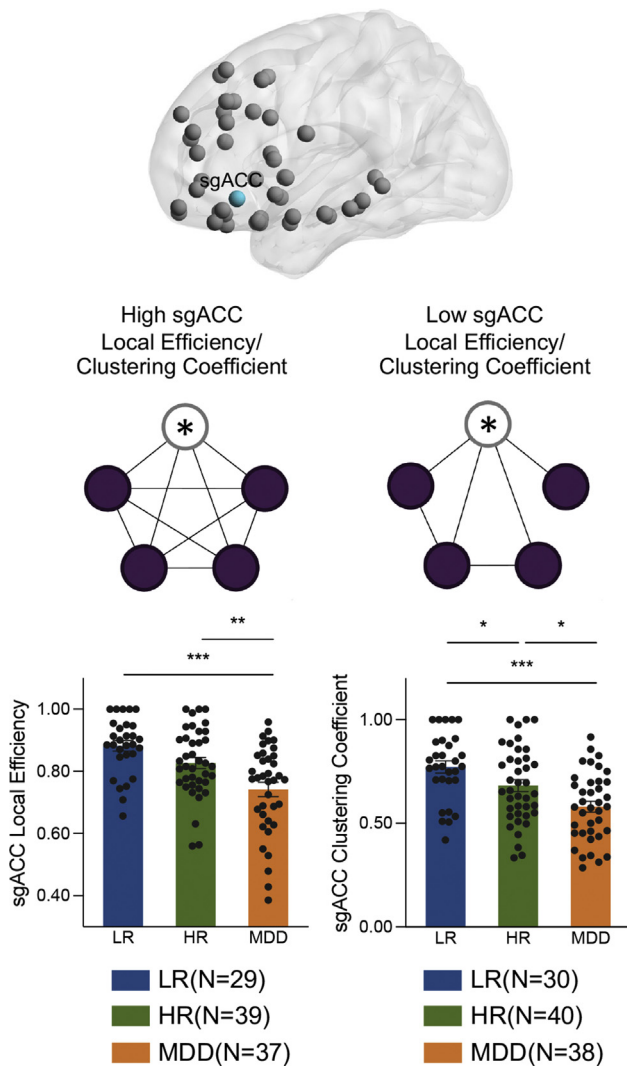 sgACC
High sgACC
Local Efficiency/
Clustering Coefficient
*
Low sgACC
Local Efficiency/
Clustering Coefficient
*
**
***
sgACC Local Efficiency
1.00
0.80
0.60
0.40
LR
HR
MDD
LR(N=29)
HR(N=39)
MDD(N=37)
*
*
***
sgACC Clustering Coefficient
1.00
0.50
0.00
LR
HR
MDD
LR(N=30)
HR(N=40)
MDD(N=38)